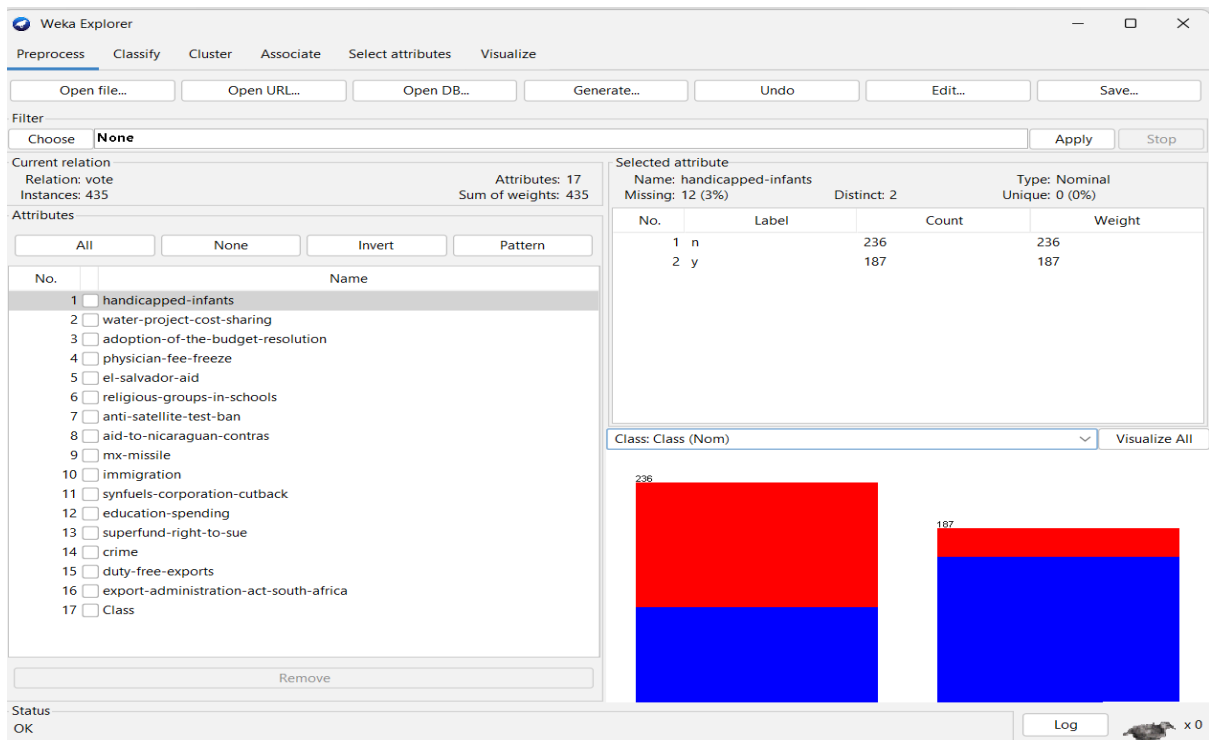 Weka Explorer
Preprocess Classify Cluster Associate Select attributes Visualize
Open file... Open URL... Open DB... Generate... Undo Edit... Save...
Filter
Choose None Apply Stop
Current relation
Relation: vote Attributes: 17
Instances: 435 Sum of weights: 435
Attributes
All None Invert Pattern
No. Name
1 handicapped-infants
2 water-project-cost-sharing
3 adoption-of-the-budget-resolution
4 physician-fee-freeze
5 el-salvador-aid
6 religious-groups-in-schools
7 anti-satellite-test-ban
8 aid-to-nicaraguan-contras
9 mx-missile
10 immigration
11 synfuels-corporation-cutback
12 education-spending
13 superfund-right-to-sue
14 crime
15 duty-free-exports
16 export-administration-act-south-africa
17 Class
Remove
Selected attribute
Name: handicapped-infants Type: Nominal
Missing: 12 (3%) Distinct: 2 Unique: 0 (0%)
No. Label Count Weight
1 n 236 236
2 y 187 187
Class: Class (Nom) Visualize All
236
187
Status
OK Log x 0